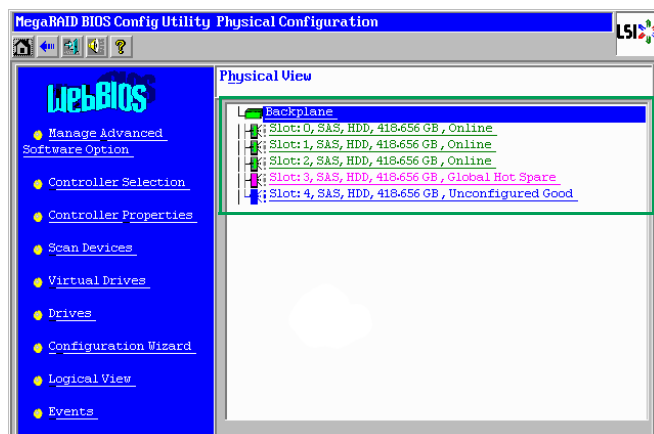 MegaRAID BIOS Config Utility Physical Configuration
LSI
WebBIOS
Physical View
Backplane
Slot: 0, SAS, HDD, 418.656 GB , Online
Slot: 1, SAS, HDD, 418.656 GB , Online
Slot: 2, SAS, HDD, 418.656 GB , Online
Slot: 3, SAS, HDD, 418.656 GB , Global Hot Spare
Slot: 4, SAS, HDD, 418.656 GB , Unconfigured Good
Manage Advanced
Software Option
Controller Selection
Controller Properties
Scan Devices
Virtual Drives
Drives
Configuration Wizard
Logical View
Events